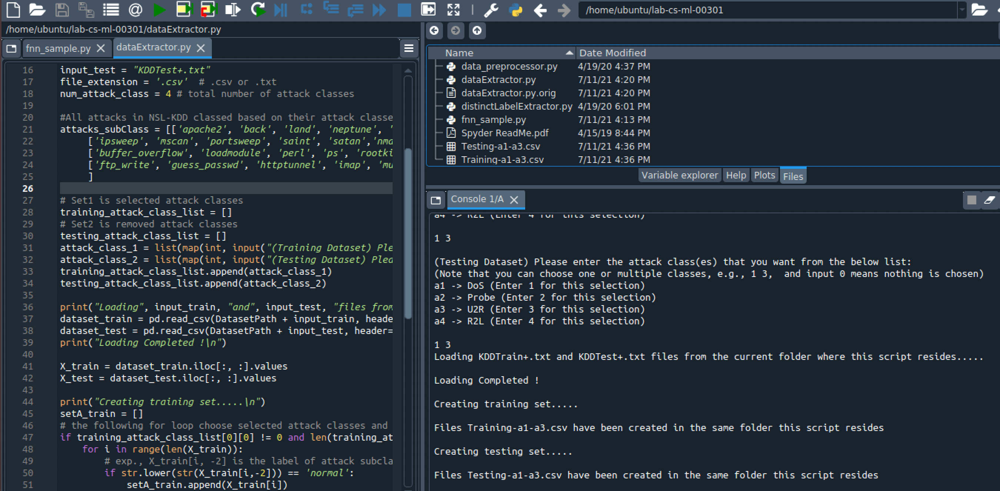 /home/ubuntu/lab-cs-ml-00301
/home/ubuntu/lab-cs-ml-00301/dataExtractor.py
fnn_sample.py
dataExtractor.py
16 input_test = "KDDTest+.txt"
17 file_extension = '.csv'  # .csv or .txt
18 num_attack_class = 4 # total number of attack classes
19
20 #All attacks in NSL-KDD classed based on their attack classe
21 attacks_subClass = [['apache2', 'back', 'land', 'neptune', '
22      ['ipsweep', 'mscan', 'portsweep', 'saint', 'satan','nma
23      ['buffer_overflow', 'loadmodule', 'perl', 'ps', 'rootki
24      ['ftp_write', 'guess_passwd', 'httptunnel', 'imap', 'mu
25      ]
26
27 # Set1 is selected attack classes
28 training_attack_class_list = []
29 # Set2 is removed attack classes
30 testing_attack_class_list = []
31 attack_class_1 = list(map(int, input("(Training Dataset) Ple
32 attack_class_2 = list(map(int, input("(Testing Dataset) Plea
33 training_attack_class_list.append(attack_class_1)
34 testing_attack_class_list.append(attack_class_2)
35
36 print("Loading", input_train, "and", input_test, "files from
37 dataset_train = pd.read_csv(DatasetPath + input_train, heade
38 dataset_test = pd.read_csv(DatasetPath + input_test, header=
39 print("Loading Completed !\n")
40
41 X_train = dataset_train.iloc[:, :].values
42 X_test = dataset_test.iloc[:, :].values
43
44 print("Creating training set.....\n")
45 setA_train = []
46 # the following for loop choose selected attack classes and
47 if training_attack_class_list[0][0] != 0 and len(training_at
48     for i in range(len(X_train)):
49         # exp., X_train[i, -2] is the label of attack subcla
50         if str.lower(str(X_train[i,-2])) == 'normal':
51             setA_train.append(X_train[i])
Name Date Modified
data_preprocessor.py 4/19/20 4:37 PM
dataExtractor.py 7/11/21 4:20 PM
dataExtractor.py.orig 7/11/21 4:20 PM
distinctLabelExtractor.py 4/19/20 6:01 PM
fnn_sample.py 7/11/21 4:13 PM
Spyder ReadMe.pdf 4/15/19 8:44 PM
Testing-a1-a3.csv 7/11/21 4:36 PM
Training-a1-a3.csv 7/11/21 4:36 PM
Variable explorer Help Plots Files
Console 1/A
a4 -> R2L (Enter 4 for this selection)
1 3
(Testing Dataset) Please enter the attack class(es) that you want from the below list:
(Note that you can choose one or multiple classes, e.g., 1 3,  and input 0 means nothing is chosen)
a1 -> DoS (Enter 1 for this selection)
a2 -> Probe (Enter 2 for this selection)
a3 -> U2R (Enter 3 for this selection)
a4 -> R2L (Enter 4 for this selection)
1 3
Loading KDDTrain+.txt and KDDTest+.txt files from the current folder where this script resides.....
Loading Completed !
Creating training set.....
Files Training-a1-a3.csv have been created in the same folder this script resides
Creating testing set.....
Files Testing-a1-a3.csv have been created in the same folder this script resides